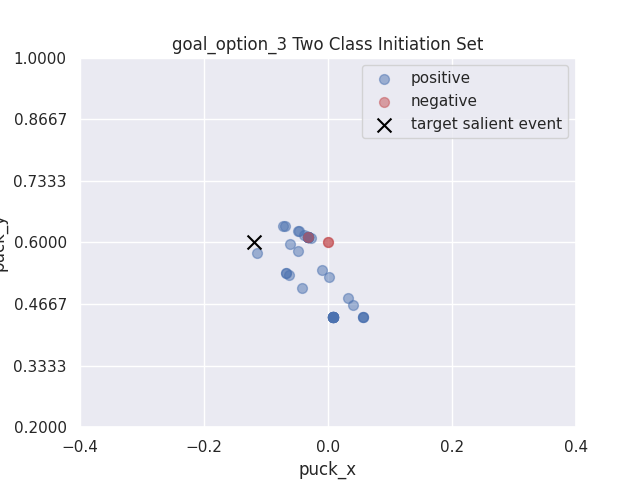 goal_option_3 Two Class Initiation Set
positive
negative
target salient event
1.0000
0.8667
0.7333
0.6000
0.4667
0.3333
0.2000
puck_y
−0.4
−0.2
0.0
0.2
0.4
puck_x